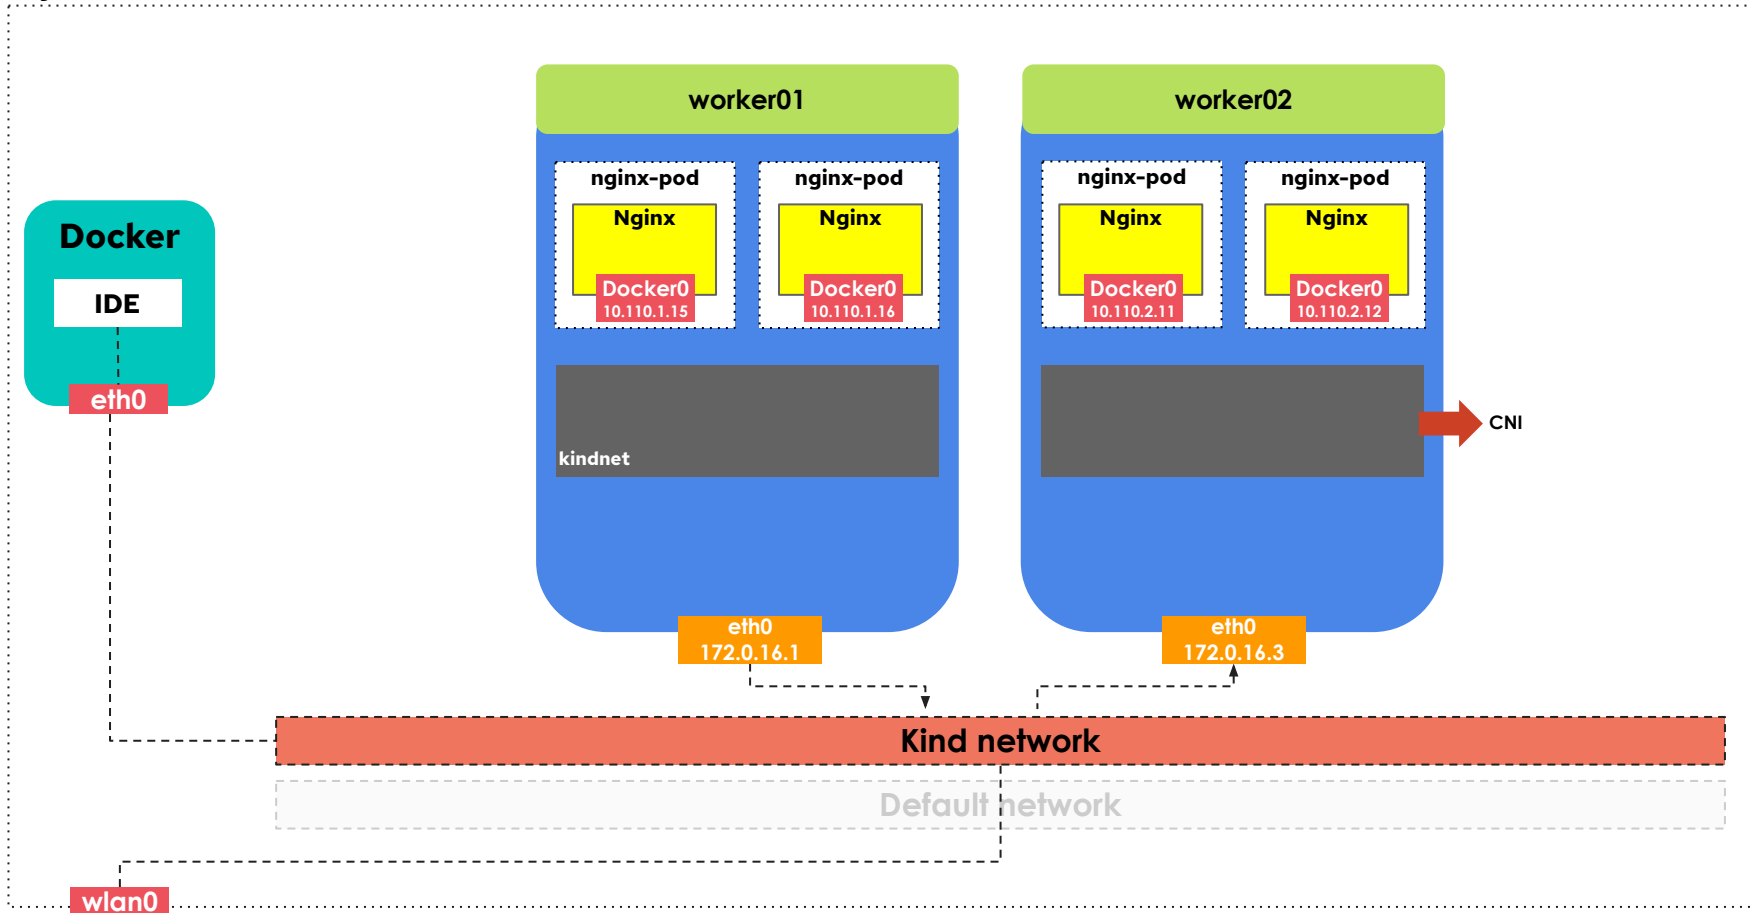 worker01
worker02
nginx-pod
nginx-pod
nginx-pod
nginx-pod
Nginx
Nginx
Nginx
Nginx
Docker0
10.110.1.15
Docker0
10.110.1.16
Docker0
10.110.2.11
Docker0
10.110.2.12
Docker
IDE
eth0
kindnet
CNI
eth0
172.0.16.1
eth0
172.0.16.3
Kind network
Default network
wlan0